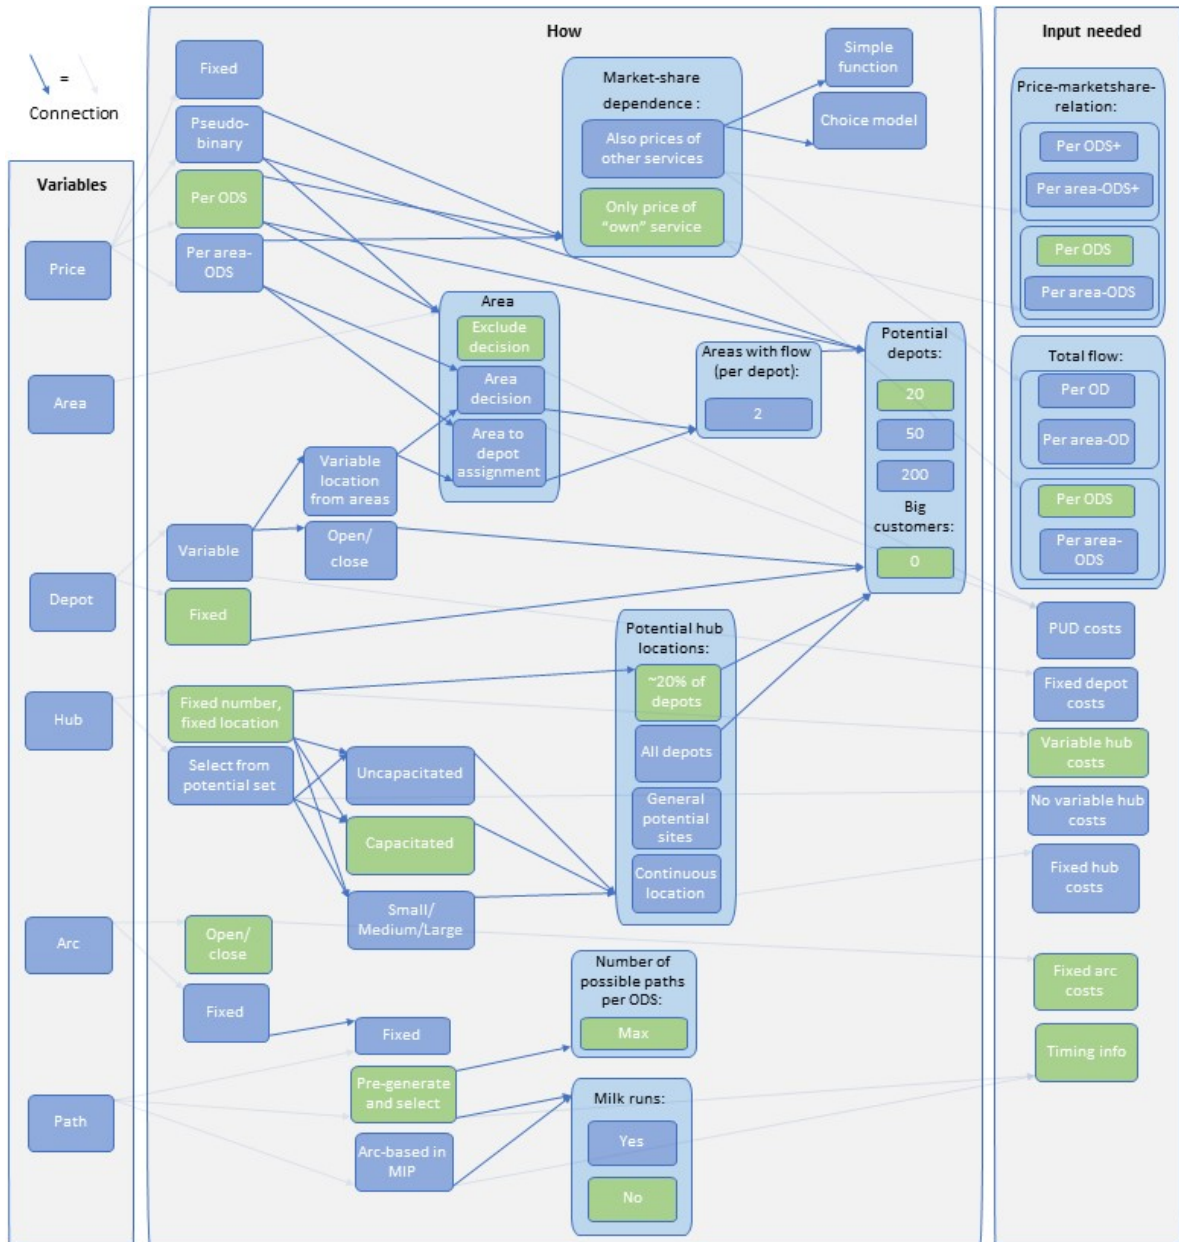 =
Connection
Variables
Price
Area
Depot
Hub
Arc
Path
How
Fixed
Pseudo-
binary
Per ODS
Per area-
ODS
Market-share
dependence :
Also prices of
other services
Only price of
“own” service
Simple
function
Choice model
Area
Exclude
decision
Area
decision
Area to
depot
assignment
Areas with flow
(per depot):
2
Potential
depots:
20
50
200
Big
customers:
0
Variable
location
from areas
Variable
Open/
close
Fixed
Potential hub
locations:
~20% of
depots
All depots
General
potential
sites
Continuous
location
Fixed number,
fixed location
Select from
potential set
Uncapacitated
Capacitated
Small/
Medium/Large
Open/
close
Fixed
Fixed
Pre-generate
and select
Arc-based in
MIP
Number of
possible paths
per ODS:
Max
Milk runs:
Yes
No
Input needed
Price-marketshare-
relation:
Per ODS+
Per area-ODS+
Per ODS
Per area-ODS
Total flow:
Per OD
Per area-OD
Per ODS
Per area-
ODS
PUD costs
Fixed depot
costs
Variable hub
costs
No variable hub
costs
Fixed hub
costs
Fixed arc
costs
Timing info